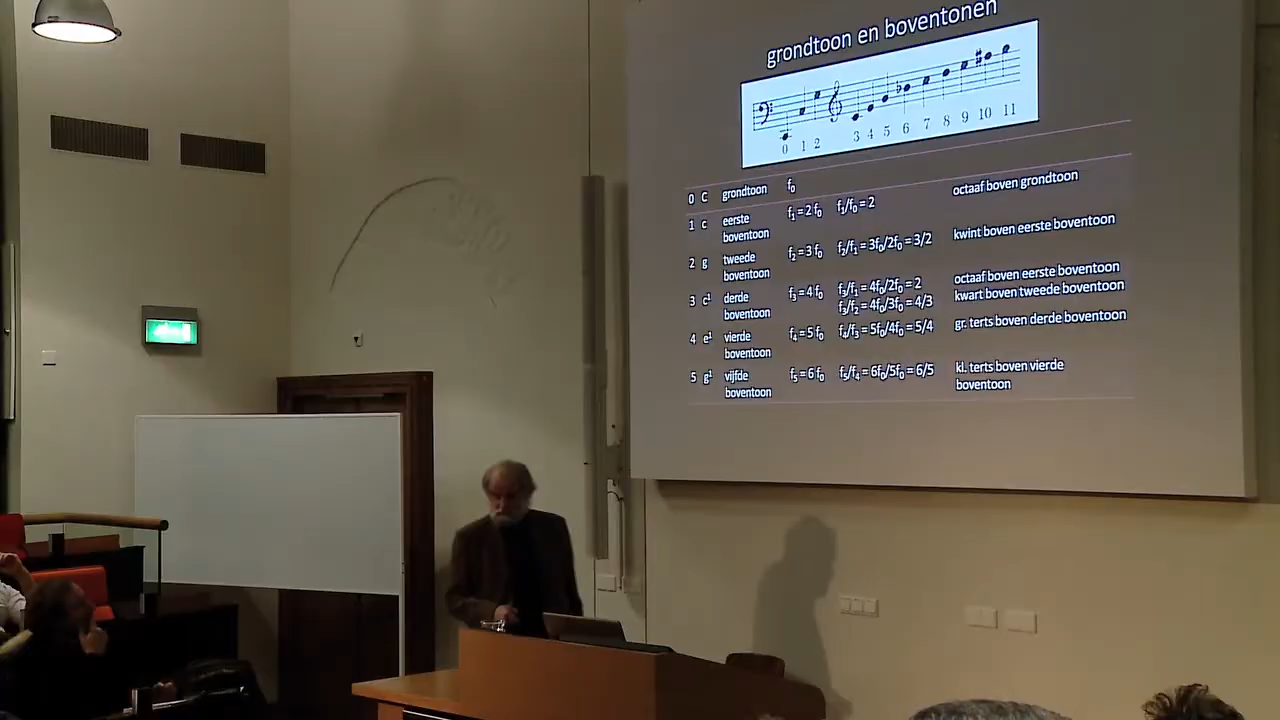 grondtoon en boventonen
0 1 2 3 4 5 6 7 8 9 10 11
0 C grondtoon f₀
1 c eerste boventoon f₁ = 2 f₀ f₁/f₀ = 2 octaaf boven grondtoon
2 g tweede boventoon f₂ = 3 f₀ f₂/f₁ = 3f₀/2f₀ = 3/2 kwint boven eerste boventoon
3 c¹ derde boventoon f₃ = 4 f₀ f₃/f₁ = 4f₀/2f₀ = 2 octaaf boven eerste boventoon
f₃/f₂ = 4f₀/3f₀ = 4/3 kwart boven tweede boventoon
4 e¹ vierde boventoon f₄ = 5 f₀ f₄/f₃ = 5f₀/4f₀ = 5/4 gr. terts boven derde boventoon
5 g¹ vijfde boventoon f₅ = 6 f₀ f₅/f₄ = 6f₀/5f₀ = 6/5 kl. terts boven vierde boventoon